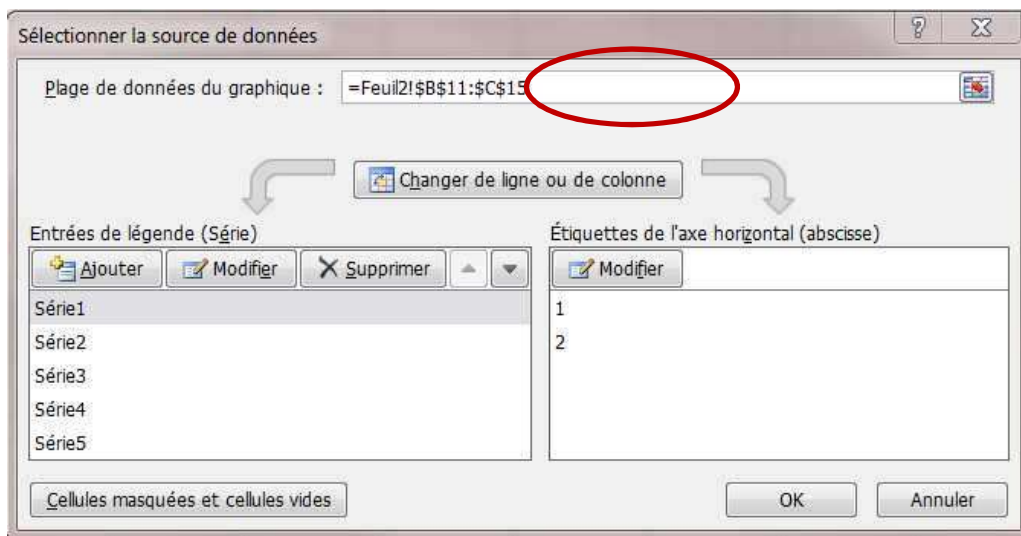 Sélectionner la source de données
Plage de données du graphique : =Feuil2!$B$11:$C$15
Changer de ligne ou de colonne
Entrées de légende (Série)
Ajouter Modifier Supprimer
Série1
Série2
Série3
Série4
Série5
Étiquettes de l'axe horizontal (abscisse)
Modifier
1
2
Cellules masquées et cellules vides OK Annuler